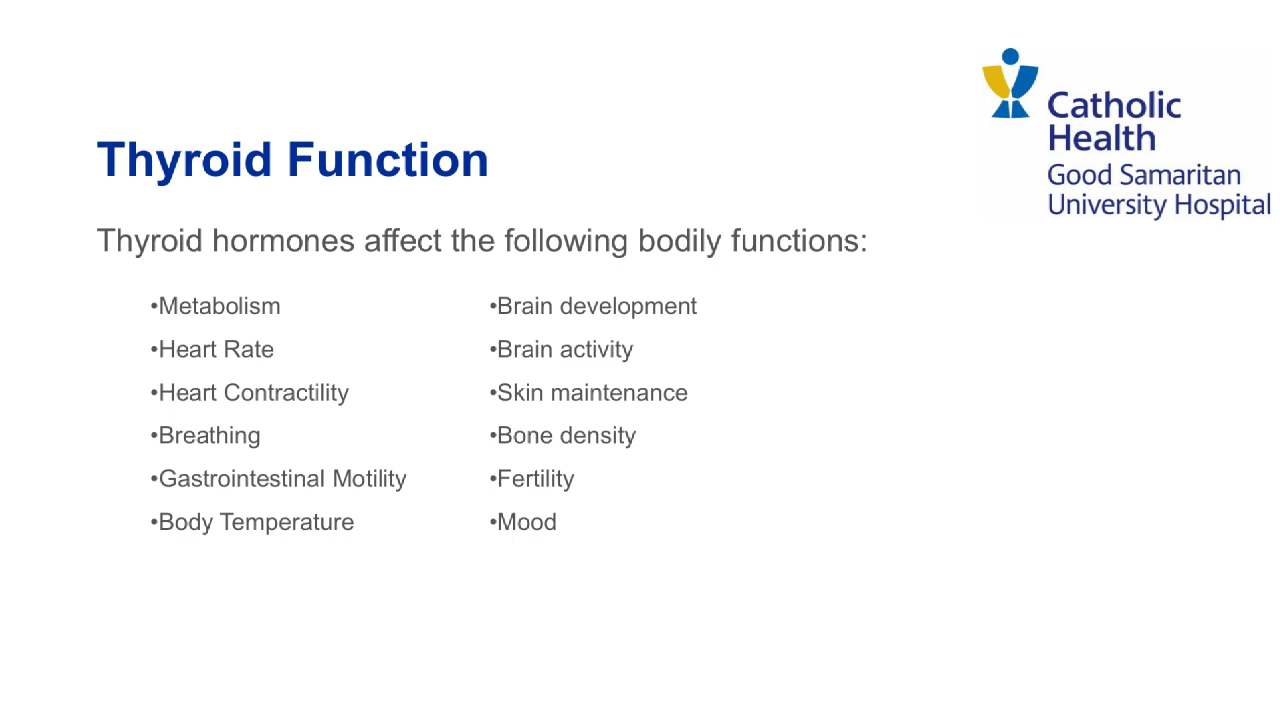 Catholic
Health
Good Samaritan
University Hospital
Thyroid Function
Thyroid hormones affect the following bodily functions:
•Metabolism
•Heart Rate
•Heart Contractility
•Breathing
•Gastrointestinal Motility
•Body Temperature
•Brain development
•Brain activity
•Skin maintenance
•Bone density
•Fertility
•Mood